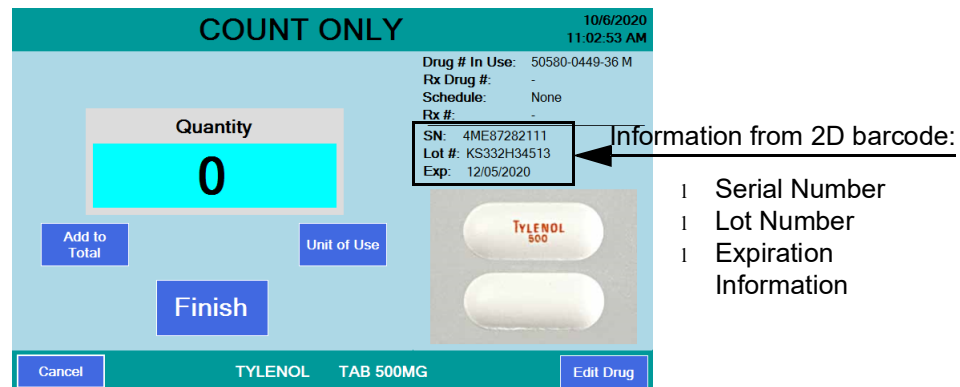 COUNT ONLY
10/6/2020
11:02:53 AM
Drug # In Use: 50580-0449-36 M
Rx Drug #: -
Schedule: None
Rx #: -
SN: 4ME87282111
Lot #: KS332H34513
Exp: 12/05/2020
Quantity
0
Add to
Total
Unit of Use
Finish
TYLENOL
500
Cancel
TYLENOL TAB 500MG
Edit Drug
Information from 2D barcode:
l Serial Number
l Lot Number
l Expiration
Information